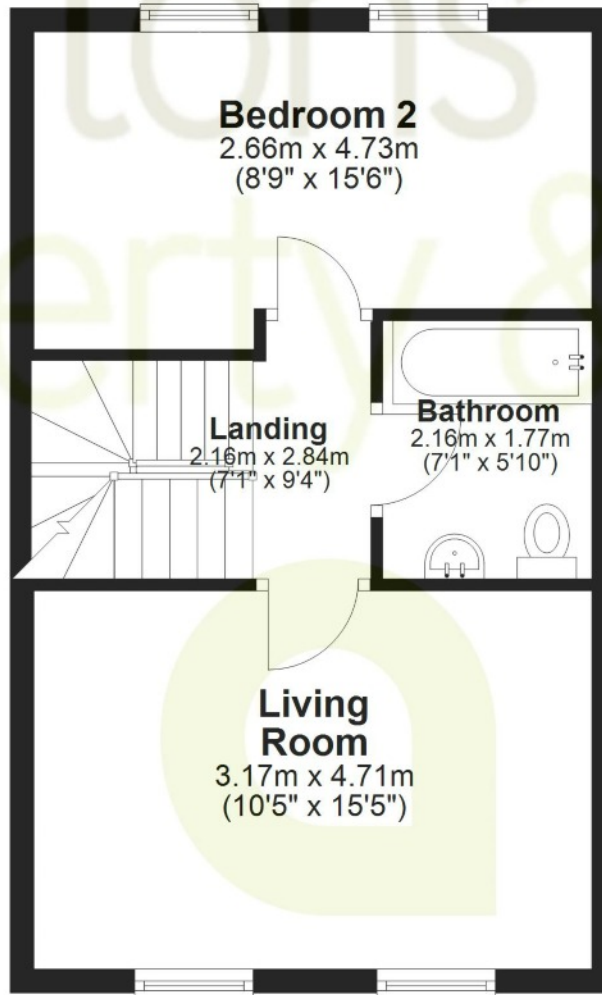 tons
Bedroom 2
2.66m x 4.73m
(8'9" x 15'6")
erty &
Landing
2.16m x 2.84m
(7'1" x 9'4")
Bathroom
2.16m x 1.77m
(7'1" x 5'10")
Living
Room
3.17m x 4.71m
(10'5" x 15'5")